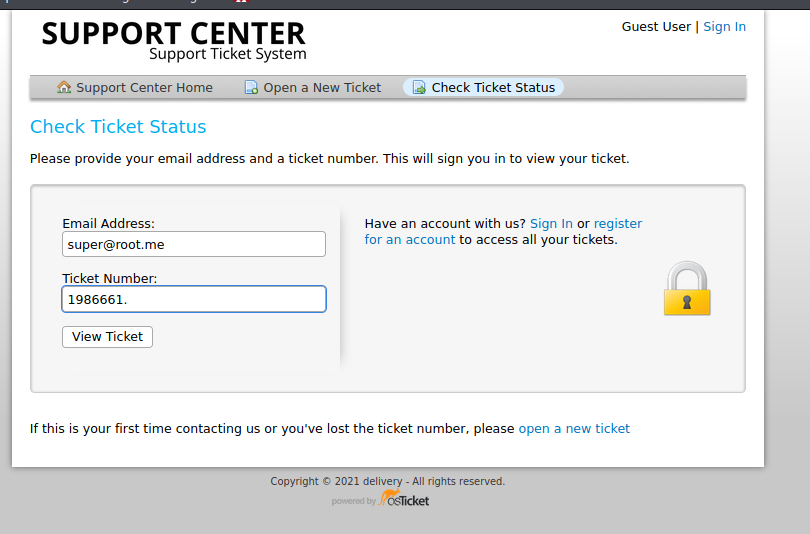 SUPPORT CENTER
Support Ticket System
Guest User | Sign In
Support Center Home
Open a New Ticket
Check Ticket Status
Check Ticket Status
Please provide your email address and a ticket number. This will sign you in to view your ticket.
Email Address:
super@root.me
Ticket Number:
1986661.
View Ticket
Have an account with us? Sign In or register
for an account to access all your tickets.
If this is your first time contacting us or you've lost the ticket number, please open a new ticket
Copyright © 2021 delivery - All rights reserved.
powered by osTicket